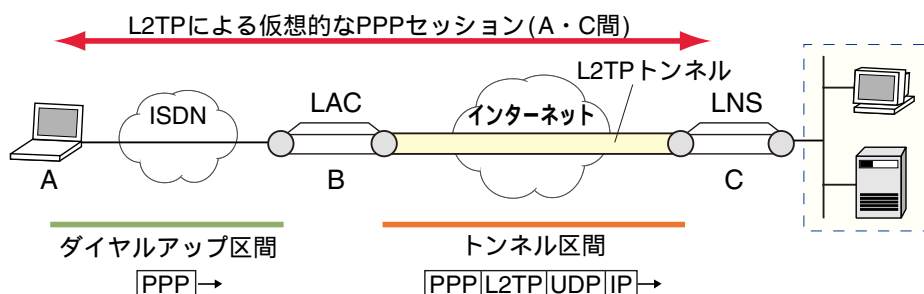 L2TPによる仮想的なPPPセッション(A・C間)
L2TPトンネル
ISDN
LAC
インターネット
LNS
A
B
C
ダイヤルアップ区間
トンネル区間
PPP→
PPP|L2TP|UDP|IP→